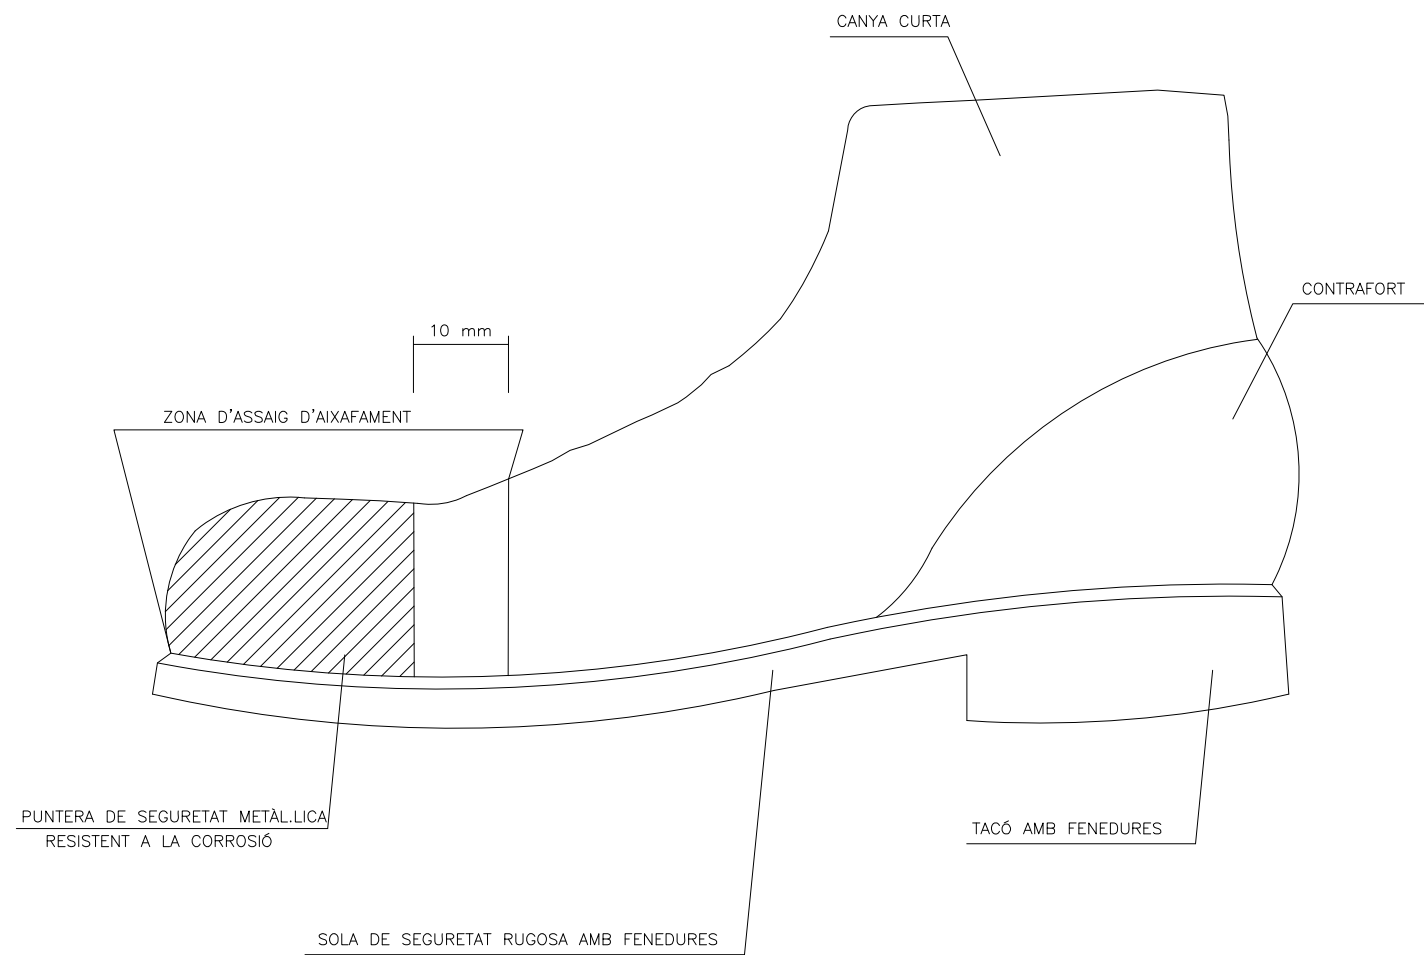 CANYA CURTA
CONTRAFORT
10 mm
ZONA D'ASSAIG D'AIXAFAMENT
PUNTERA DE SEGURETAT METÀL.LICA
RESISTENT A LA CORROSIÓ
TACÓ AMB FENEDURES
SOLA DE SEGURETAT RUGOSA AMB FENEDURES